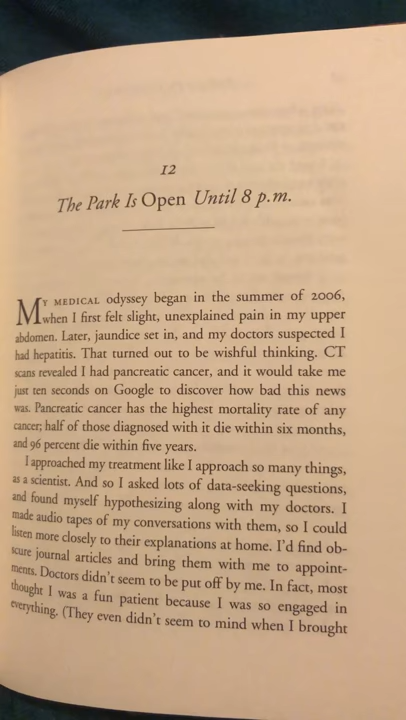 12
The Park Is Open Until 8 p.m.
MY MEDICAL odyssey began in the summer of 2006,
when I first felt slight, unexplained pain in my upper
abdomen. Later, jaundice set in, and my doctors suspected I
had hepatitis. That turned out to be wishful thinking. CT
scans revealed I had pancreatic cancer, and it would take me
just ten seconds on Google to discover how bad this news
was. Pancreatic cancer has the highest mortality rate of any
cancer; half of those diagnosed with it die within six months,
and 96 percent die within five years.
I approached my treatment like I approach so many things,
as a scientist. And so I asked lots of data-seeking questions,
and found myself hypothesizing along with my doctors. I
made audio tapes of my conversations with them, so I could
listen more closely to their explanations at home. I'd find ob-
scure journal articles and bring them with me to appoint-
ments. Doctors didn't seem to be put off by me. In fact, most
thought I was a fun patient because I was so engaged in
everything. (They even didn't seem to mind when I brought